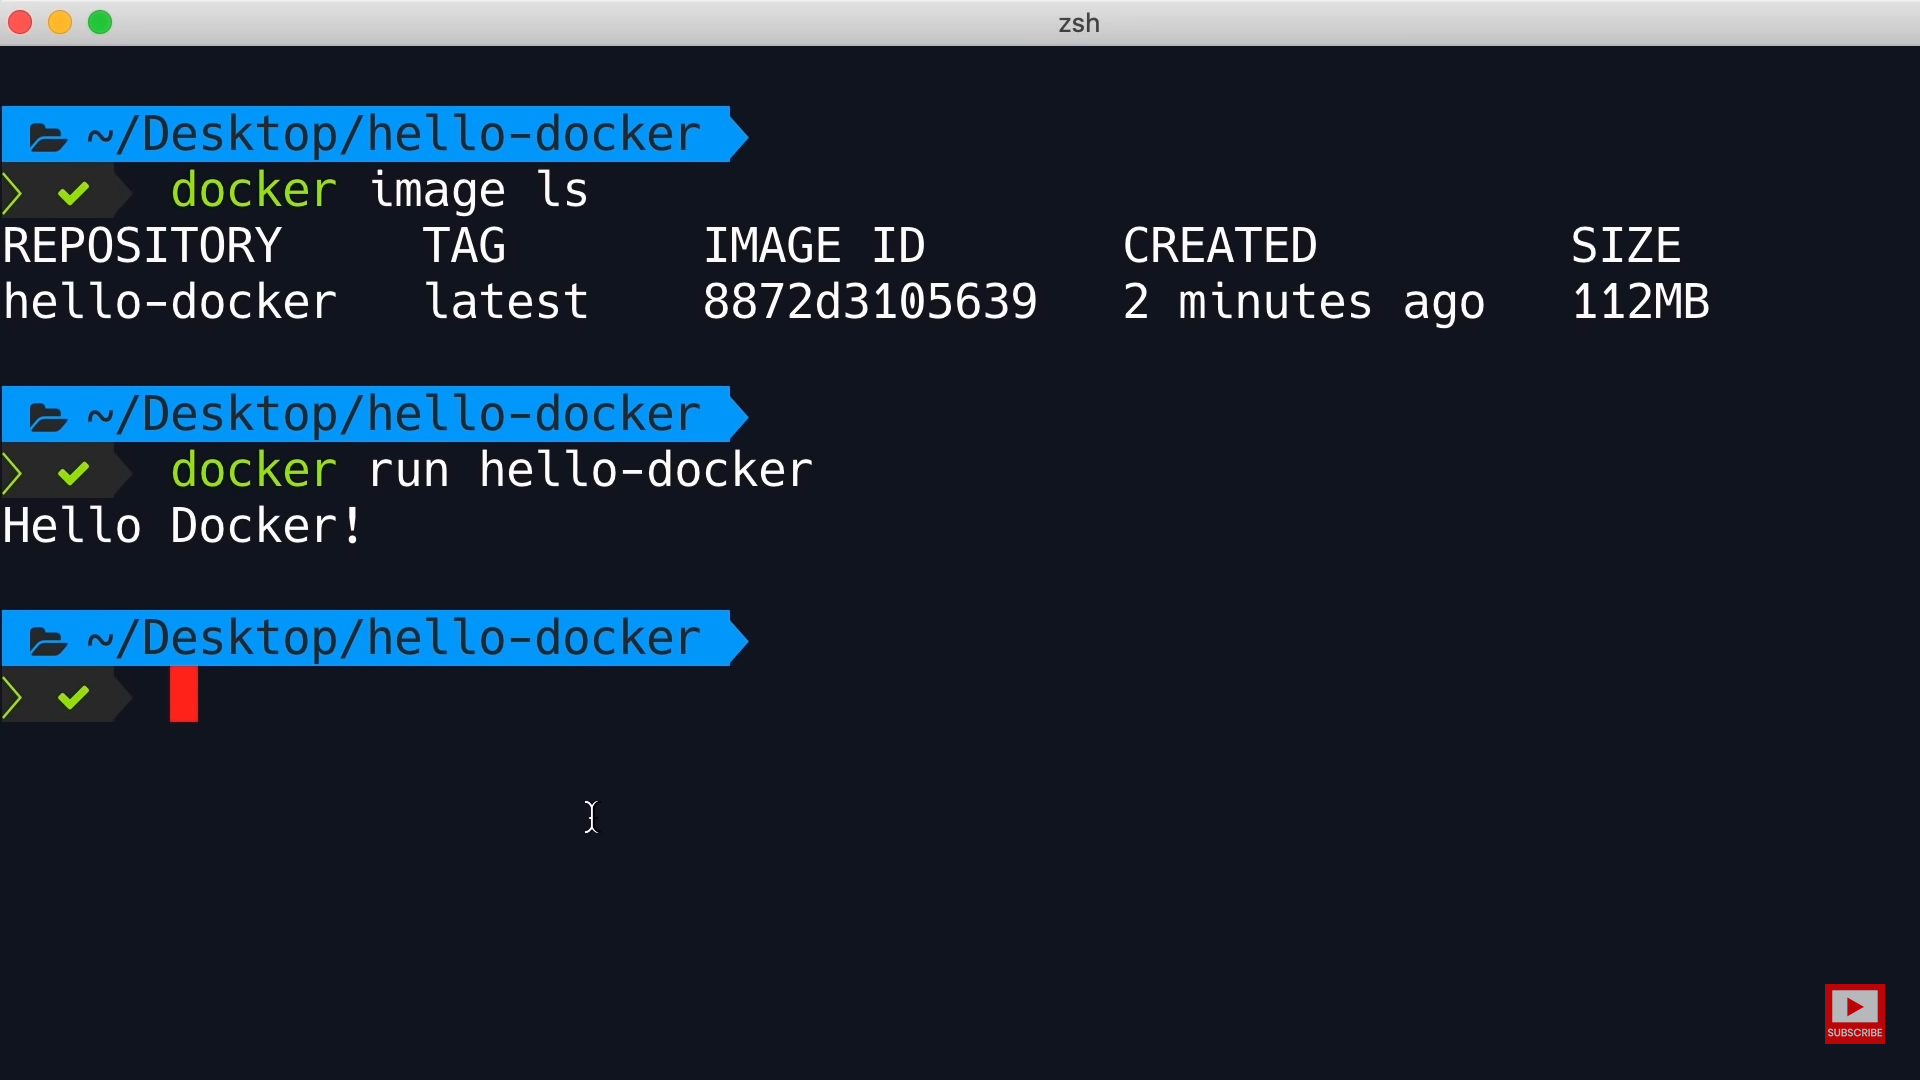 zsh
~/Desktop/hello-docker
docker image ls
REPOSITORY TAG IMAGE ID CREATED SIZE
hello-docker latest 8872d3105639 2 minutes ago 112MB
~/Desktop/hello-docker
docker run hello-docker
Hello Docker!
~/Desktop/hello-docker
SUBSCRIBE